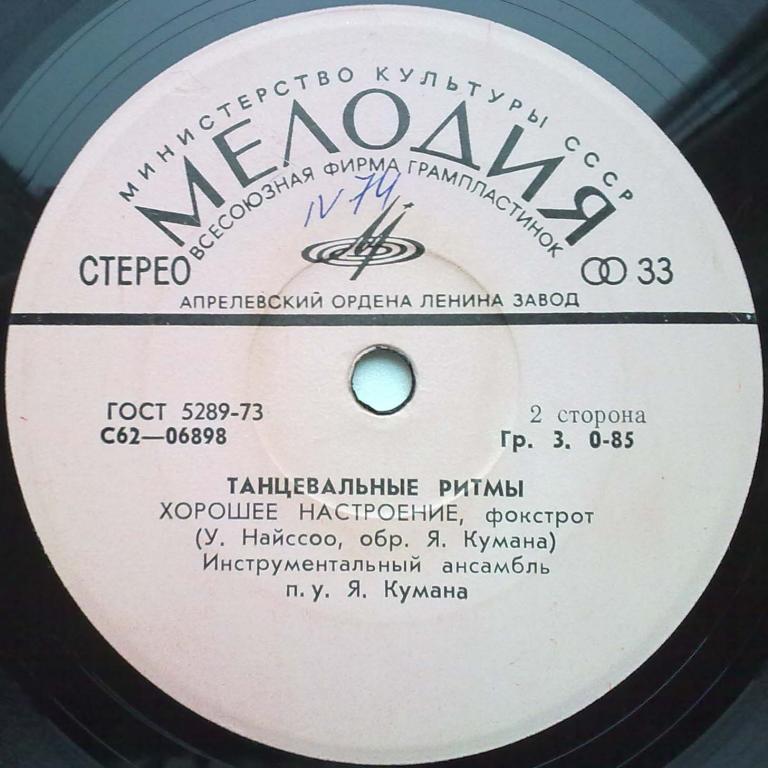 МИНИСТЕРСТВО КУЛЬТУРЫ СССР
МЕЛОДИЯ
ВСЕСОЮЗНАЯ ФИРМА ГРАМПЛАСТИНОК
IV 74
СТЕРЕО
33
АПРЕЛЕВСКИЙ ОРДЕНА ЛЕНИНА ЗАВОД
ГОСТ 5289-73
2 сторона
С62—06898
Гр. 3. 0-85
ТАНЦЕВАЛЬНЫЕ РИТМЫ
ХОРОШЕЕ НАСТРОЕНИЕ, фокстрот
(У. Найссоо, обр. Я. Кумана)
Инструментальный ансамбль
п. у. Я. Кумана